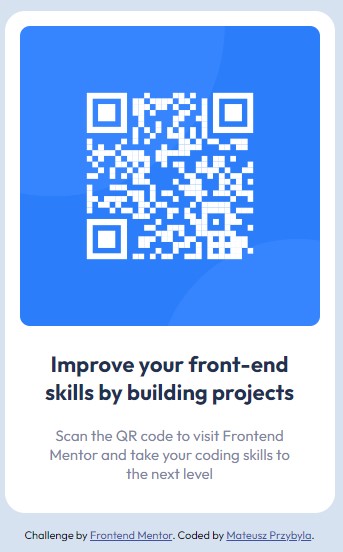 Improve your front-end
skills by building projects
Scan the QR code to visit Frontend
Mentor and take your coding skills to
the next level
Challenge by Frontend Mentor. Coded by Mateusz Przybyla.